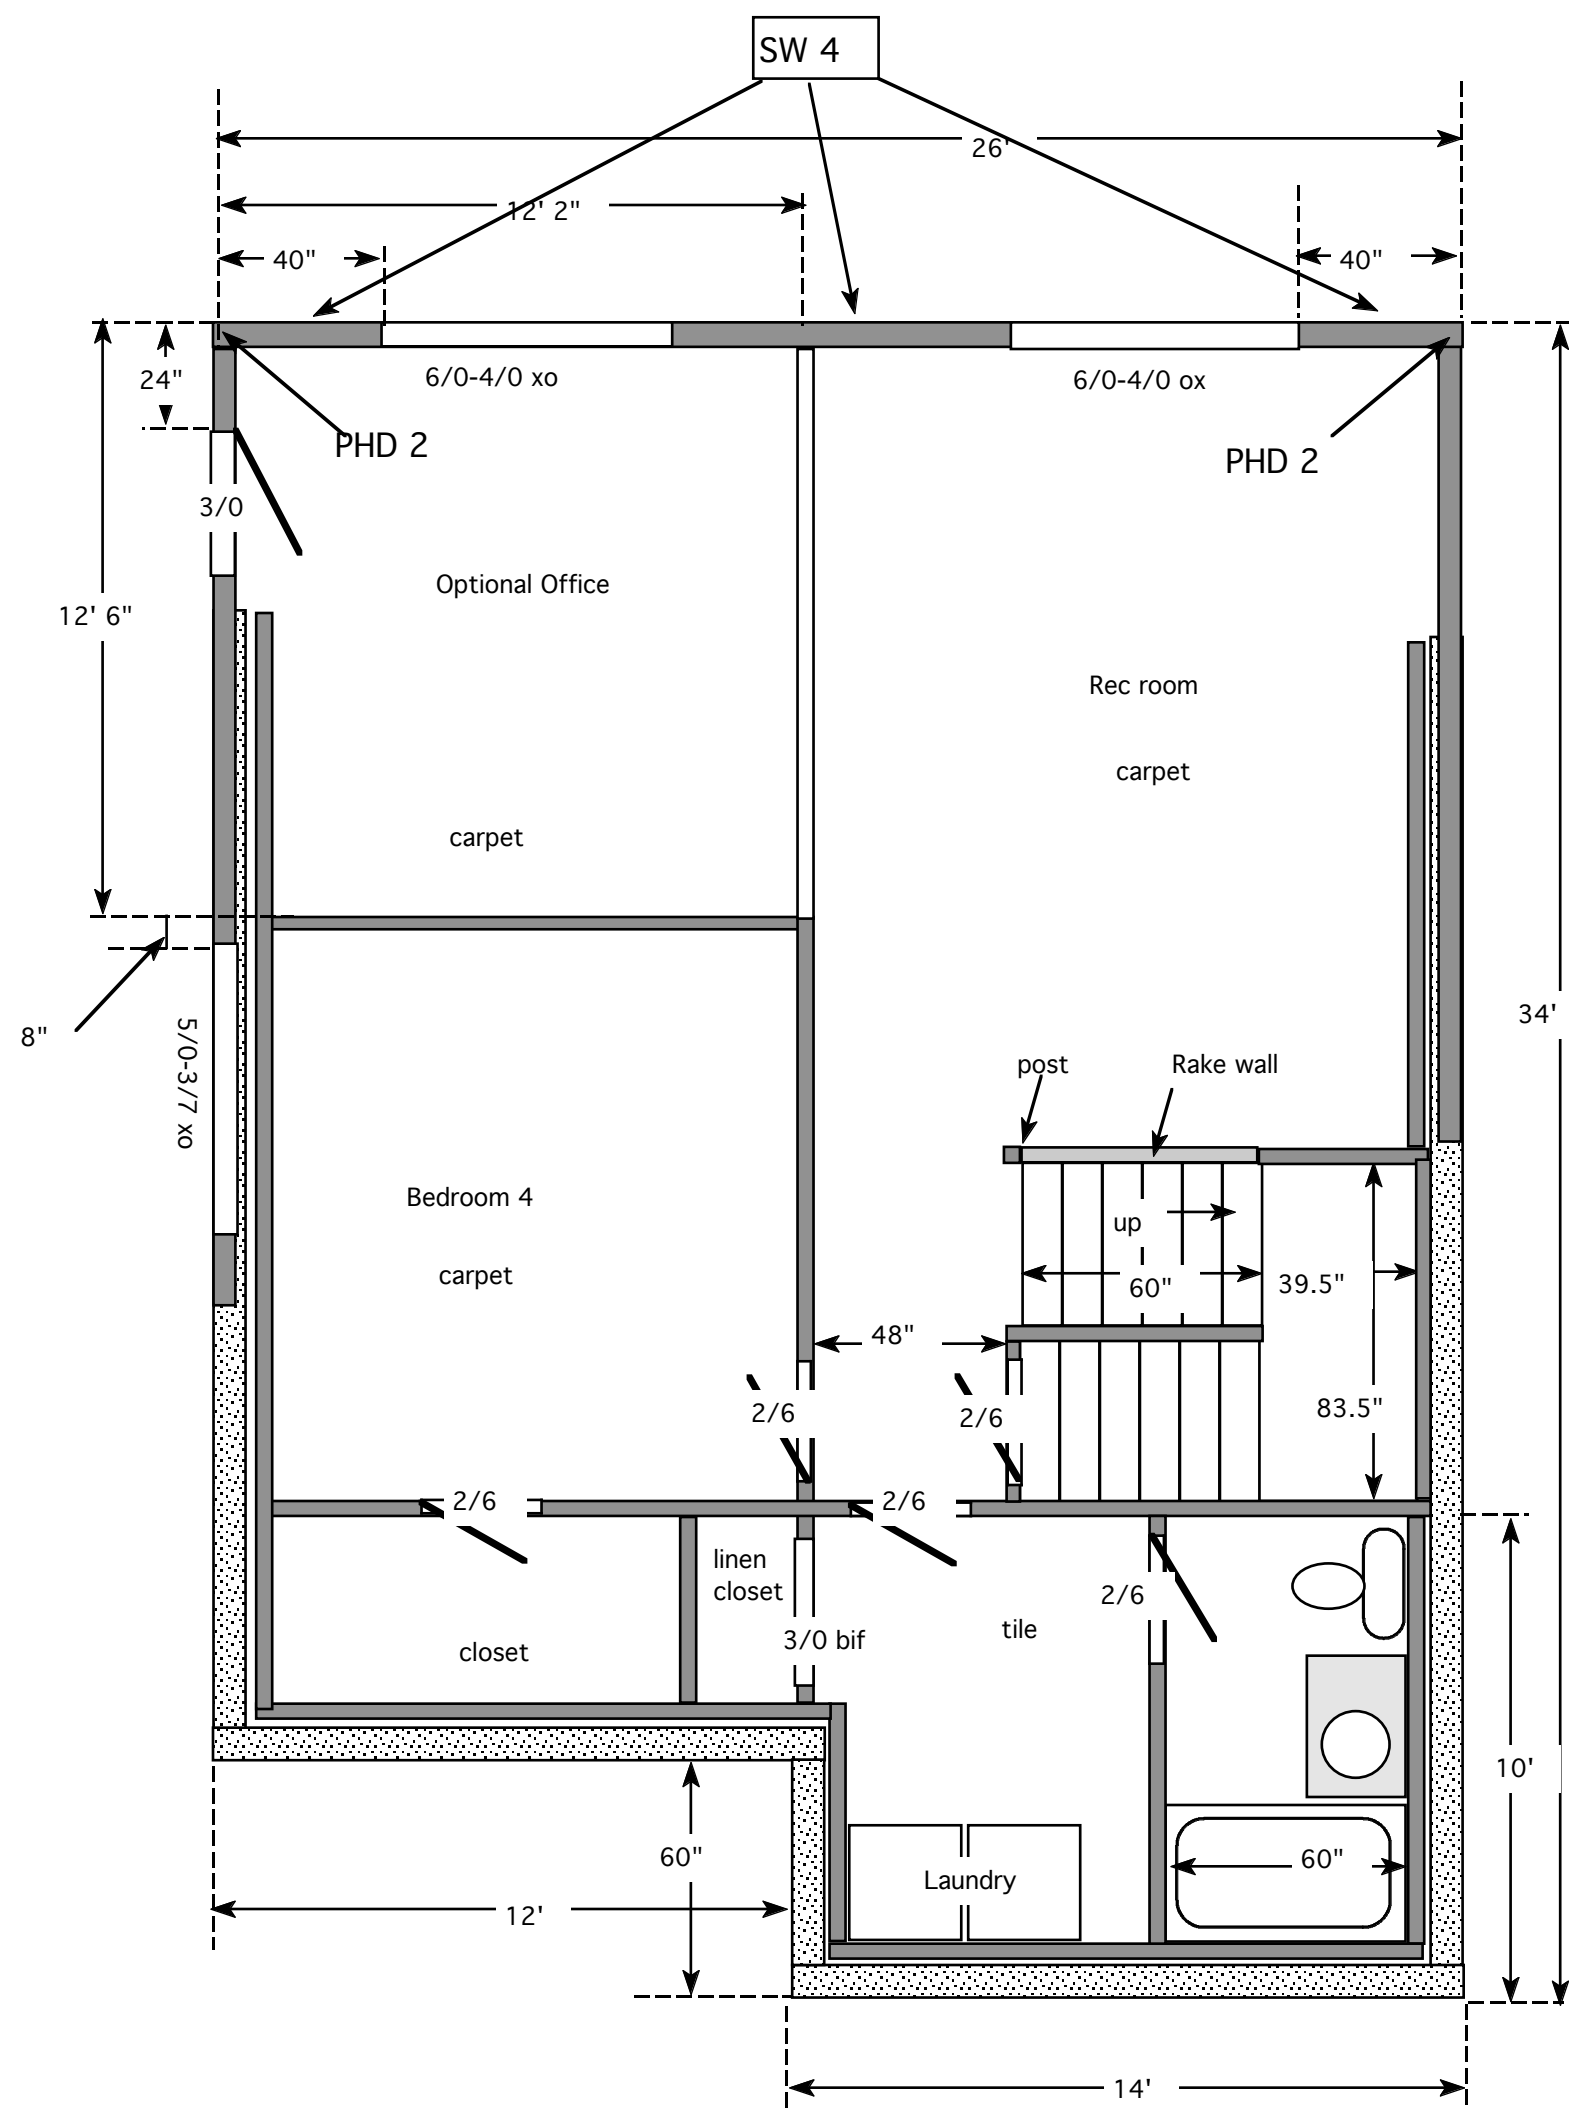 SW 4
26'
12' 2"
40"
40"
24"
6/0-4/0 xo
6/0-4/0 ox
PHD 2
PHD 2
3/0
Optional Office
12' 6"
Rec room
carpet
carpet
8"
5/0-3/7 xo
34'
post
Rake wall
Bedroom 4
up
carpet
60"
39.5"
48"
2/6
2/6
83.5"
2/6
2/6
linen
closet
2/6
tile
3/0 bif
closet
10'
60"
60"
Laundry
12'
14'